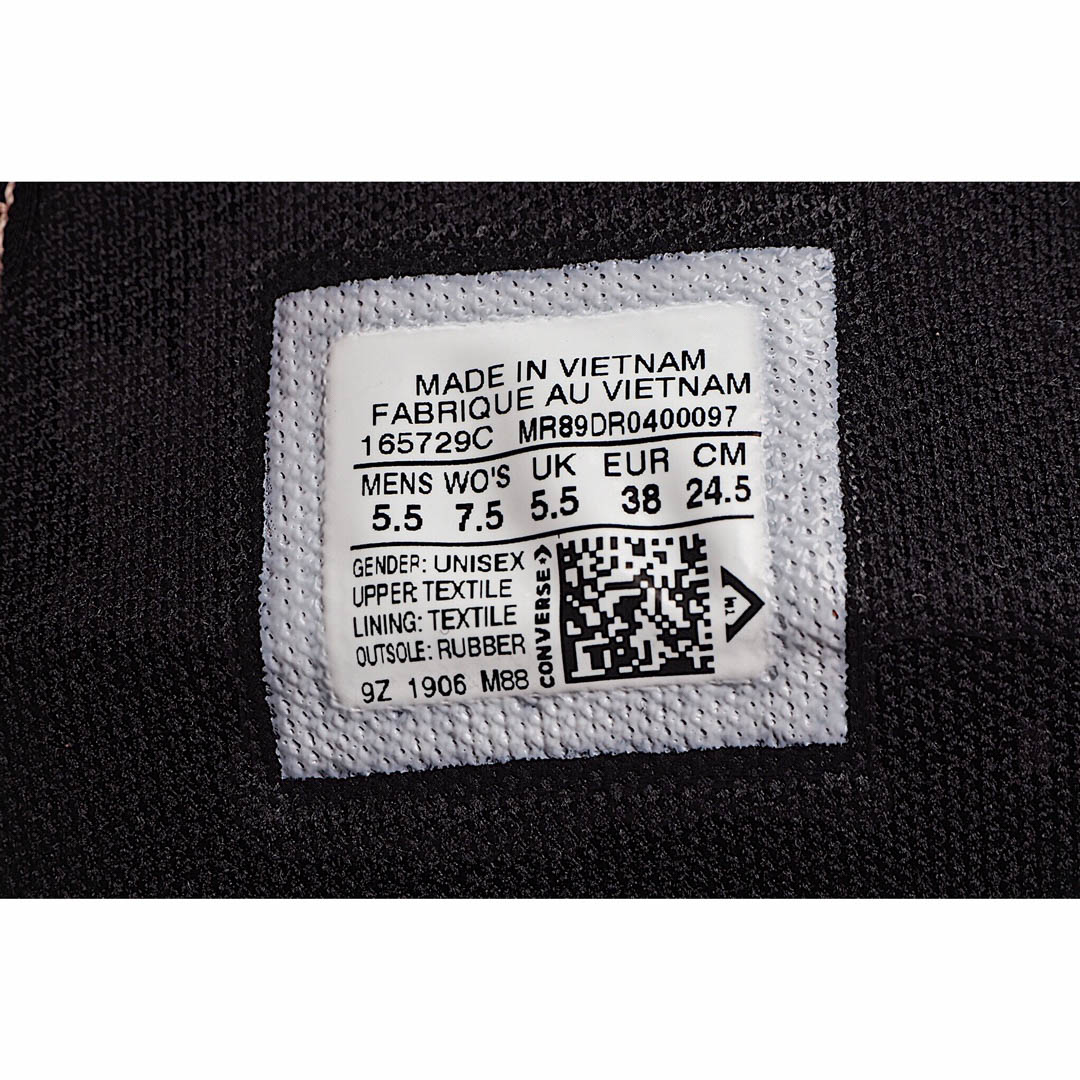 MADE IN VIETNAM
FABRIQUE AU VIETNAM
165729C MR89DR0400097
MENS WO'S UK EUR CM
5.5 7.5 5.5 38 24.5
GENDER: UNISEX
UPPER: TEXTILE
LINING: TEXTILE
OUTSOLE: RUBBER
9Z 1906 M88
CONVERSE
TM